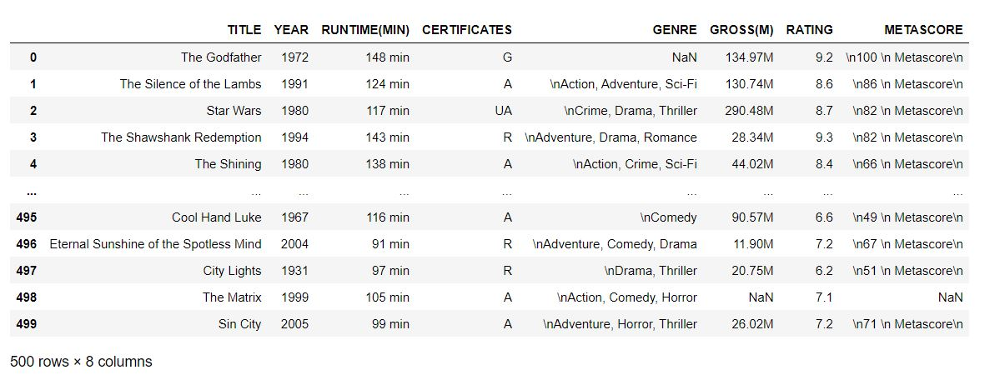 TITLE YEAR RUNTIME(MIN) CERTIFICATES GENRE GROSS(M) RATING METASCORE
0 The Godfather 1972 148 min G NaN 134.97M 9.2 \n100 \n Metascore\n
1 The Silence of the Lambs 1991 124 min A \nAction, Adventure, Sci-Fi 130.74M 8.6 \n86 \n Metascore\n
2 Star Wars 1980 117 min UA \nCrime, Drama, Thriller 290.48M 8.7 \n82 \n Metascore\n
3 The Shawshank Redemption 1994 143 min R \nAdventure, Drama, Romance 28.34M 9.3 \n82 \n Metascore\n
4 The Shining 1980 138 min A \nAction, Crime, Sci-Fi 44.02M 8.4 \n66 \n Metascore\n
... ... ... ... ... ... ... ... ...
495 Cool Hand Luke 1967 116 min A \nComedy 90.57M 6.6 \n49 \n Metascore\n
496 Eternal Sunshine of the Spotless Mind 2004 91 min R \nAdventure, Comedy, Drama 11.90M 7.2 \n67 \n Metascore\n
497 City Lights 1931 97 min R \nDrama, Thriller 20.75M 6.2 \n51 \n Metascore\n
498 The Matrix 1999 105 min A \nAction, Comedy, Horror NaN 7.1 NaN
499 Sin City 2005 99 min A \nAdventure, Horror, Thriller 26.02M 7.2 \n71 \n Metascore\n
500 rows × 8 columns